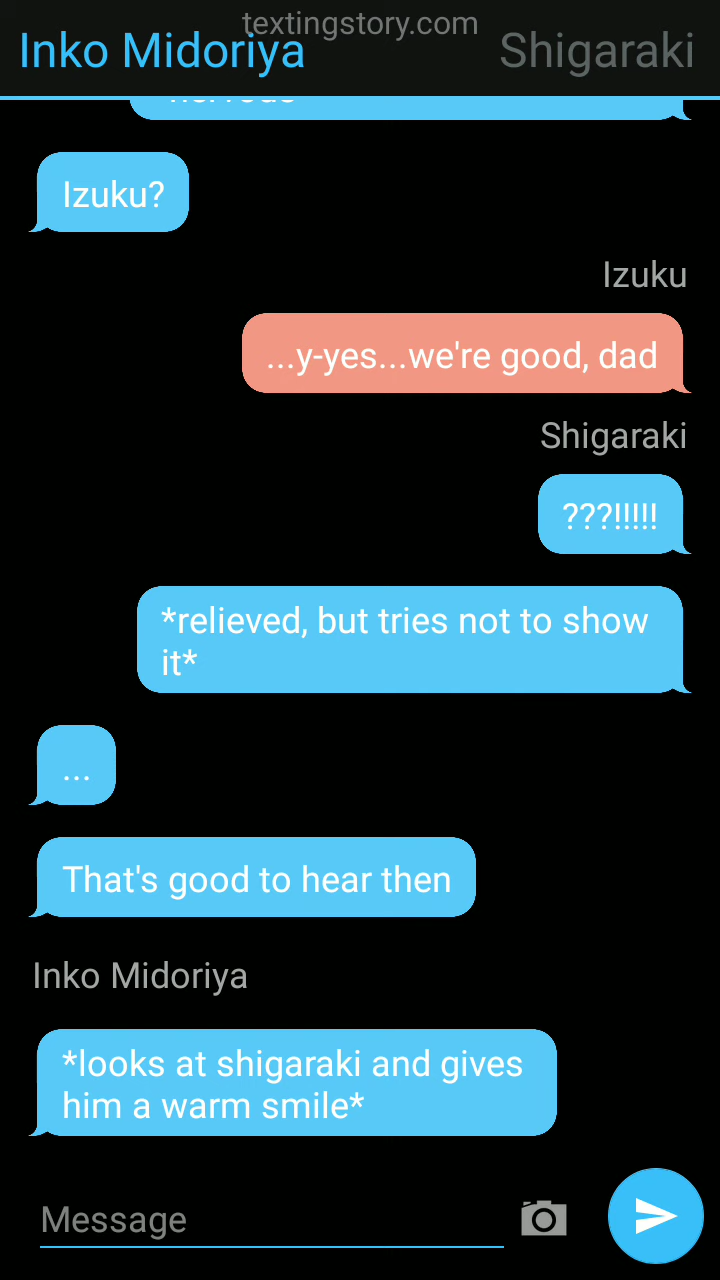 textingstory.com
Inko Midoriya
Shigaraki
Izuku?
Izuku
...y-yes...we're good, dad
Shigaraki
???!!!!!
*relieved, but tries not to show
it*
...
That's good to hear then
Inko Midoriya
*looks at shigaraki and gives
him a warm smile*
Message